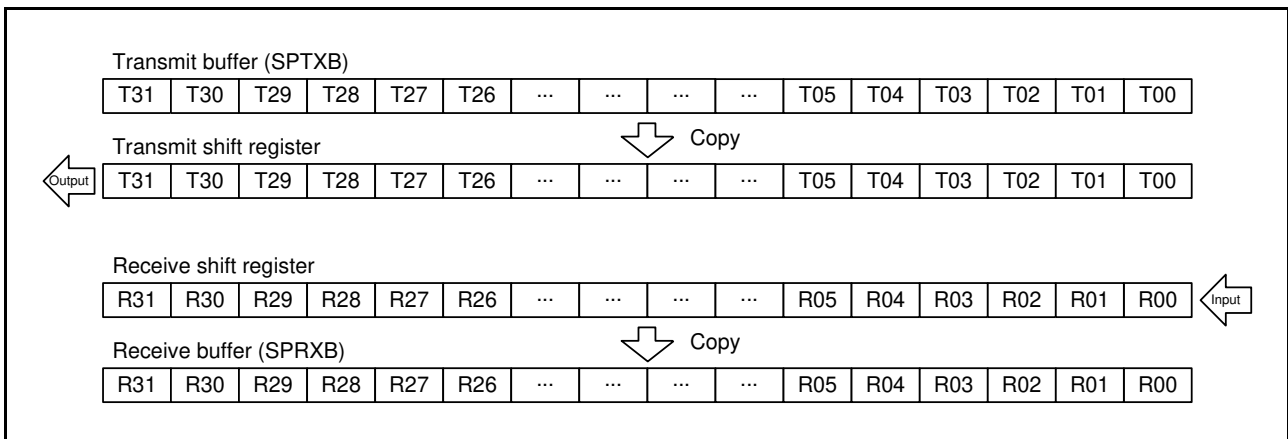 Transmit buffer (SPTXB)
T31 T30 T29 T28 T27 T26 ... ... ... ... T05 T04 T03 T02 T01 T00
Copy
Transmit shift register
Output T31 T30 T29 T28 T27 T26 ... ... ... ... T05 T04 T03 T02 T01 T00
Receive shift register
R31 R30 R29 R28 R27 R26 ... ... ... ... R05 R04 R03 R02 R01 R00 Input
Copy
Receive buffer (SPRXB)
R31 R30 R29 R28 R27 R26 ... ... ... ... R05 R04 R03 R02 R01 R00